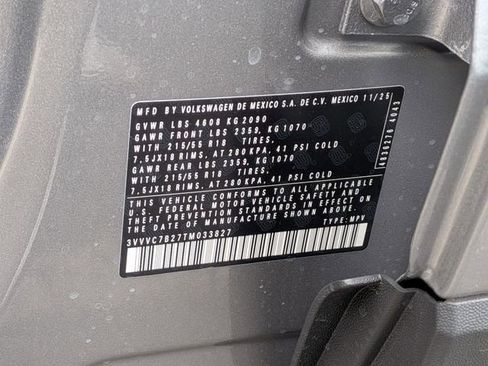 MFD BY VOLKSWAGEN DE MEXICO S.A. DE C.V. MEXICO 11/25
GVWR LBS 4608 KG2090
GAWR FRONT LBS 2359, KG1070
WITH 215/55 R18 TIRES.
7,5JX18 RIMS, AT 280KPA, 41 PSI COLD
GAWR REAR LBS 2359, KG1070
WITH 215/55 R18 TIRES.
7,5JX18 RIMS, AT 280KPA, 41 PSI COLD
THIS VEHICLE CONFORMS TO ALL APPLICABLE
U.S. FEDERAL MOTOR VEHICLE SAFETY
AND THEFT PREVENTION STANDARDS IN EFFECT ON
THE DATE OF MANUFACTURE SHOWN ABOVE.
3VVVC7B27TM033827
TYPE: MPV
4836276 4043